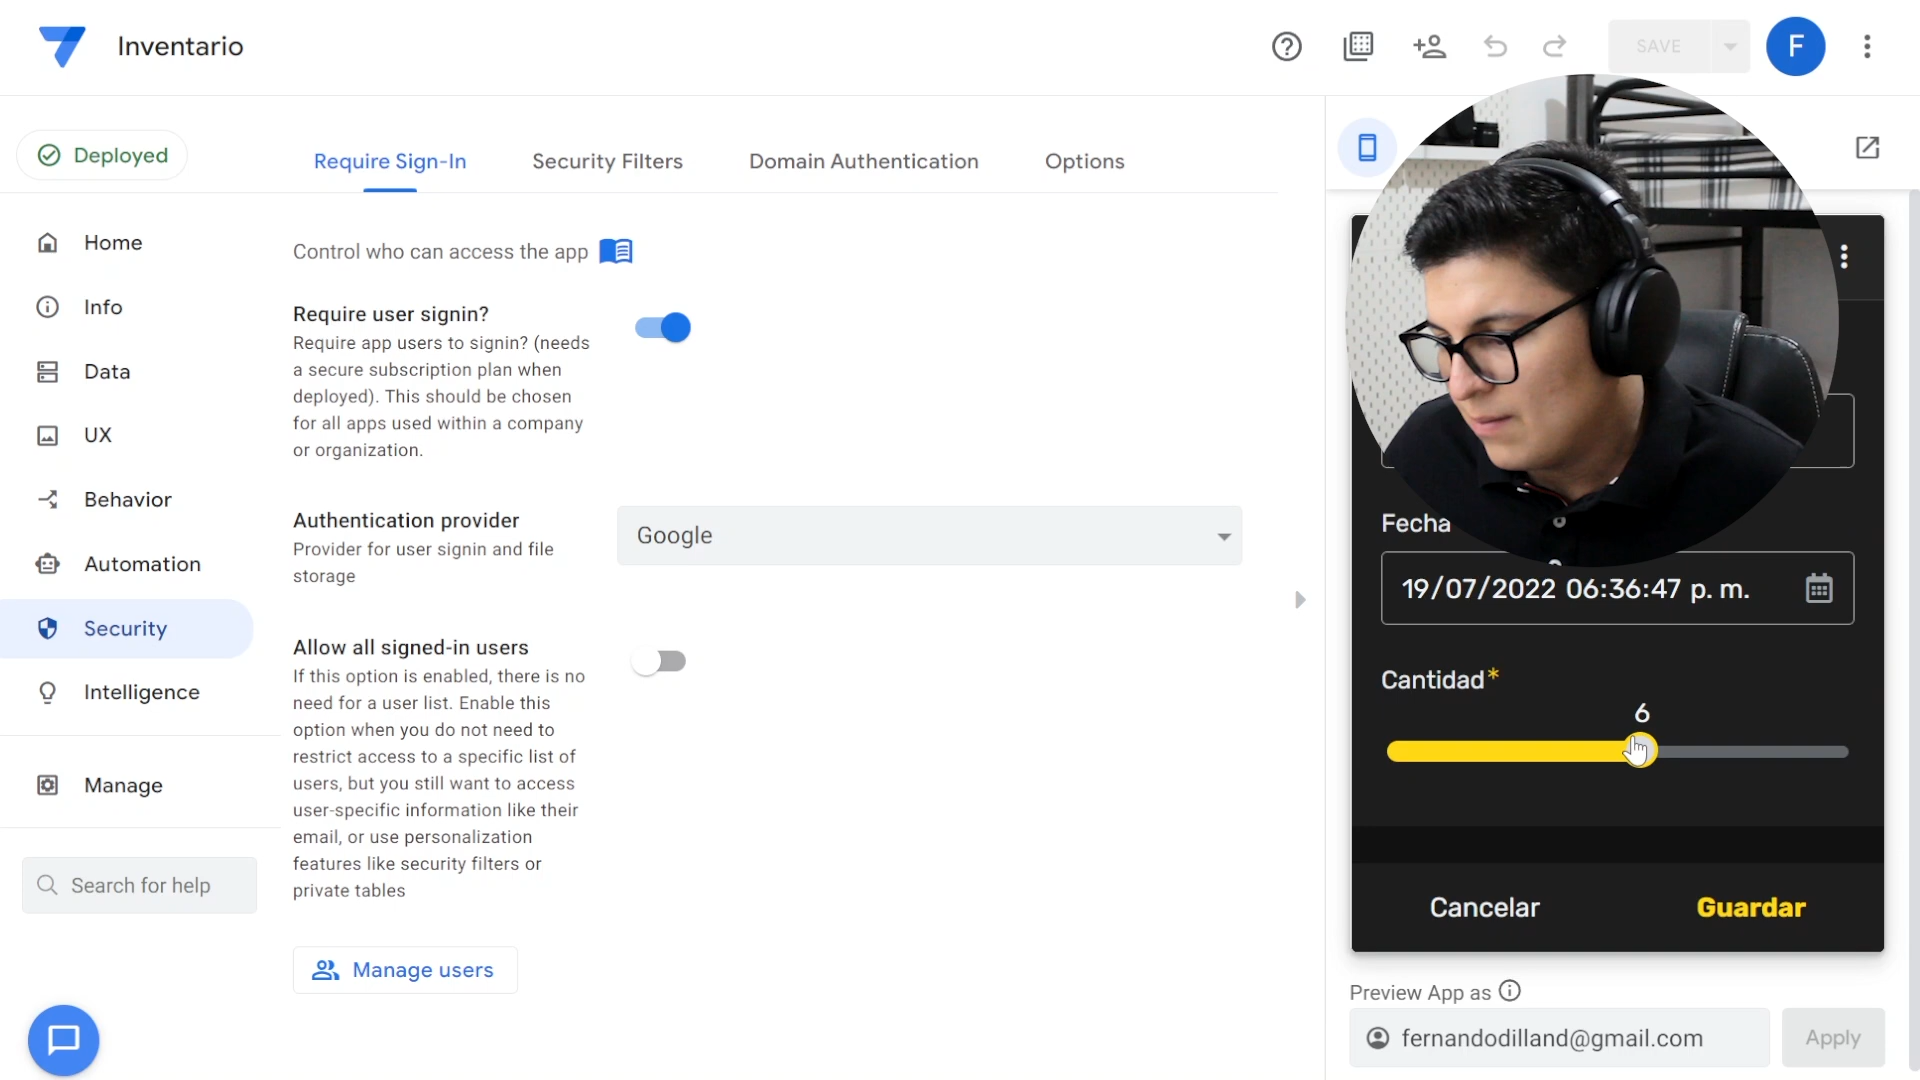 Inventario
SAVE
F
Deployed
Require Sign-In
Security Filters
Domain Authentication
Options
Home
Info
Data
UX
Behavior
Automation
Security
Intelligence
Manage
Search for help
Control who can access the app
Require user signin?
Require app users to signin? (needs
a secure subscription plan when
deployed). This should be chosen
for all apps used within a company
or organization.
Authentication provider
Provider for user signin and file
storage
Google
Allow all signed-in users
If this option is enabled, there is no
need for a user list. Enable this
option when you do not need to
restrict access to a specific list of
users, but you still want to access
user-specific information like their
email, or use personalization
features like security filters or
private tables
Manage users
Fecha
19/07/2022 06:36:47 p. m.
Cantidad*
6
Cancelar
Guardar
Preview App as
fernandodilland@gmail.com
Apply